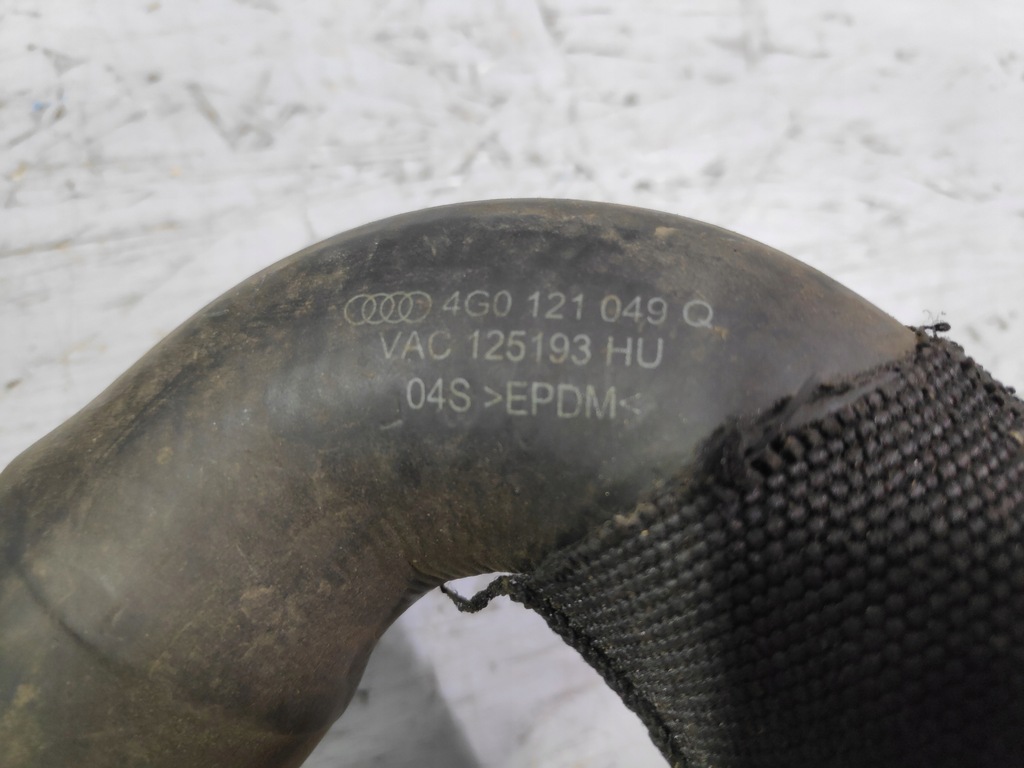 4G0 121 049 Q
VAC 125193 HU
04S >EPDM<